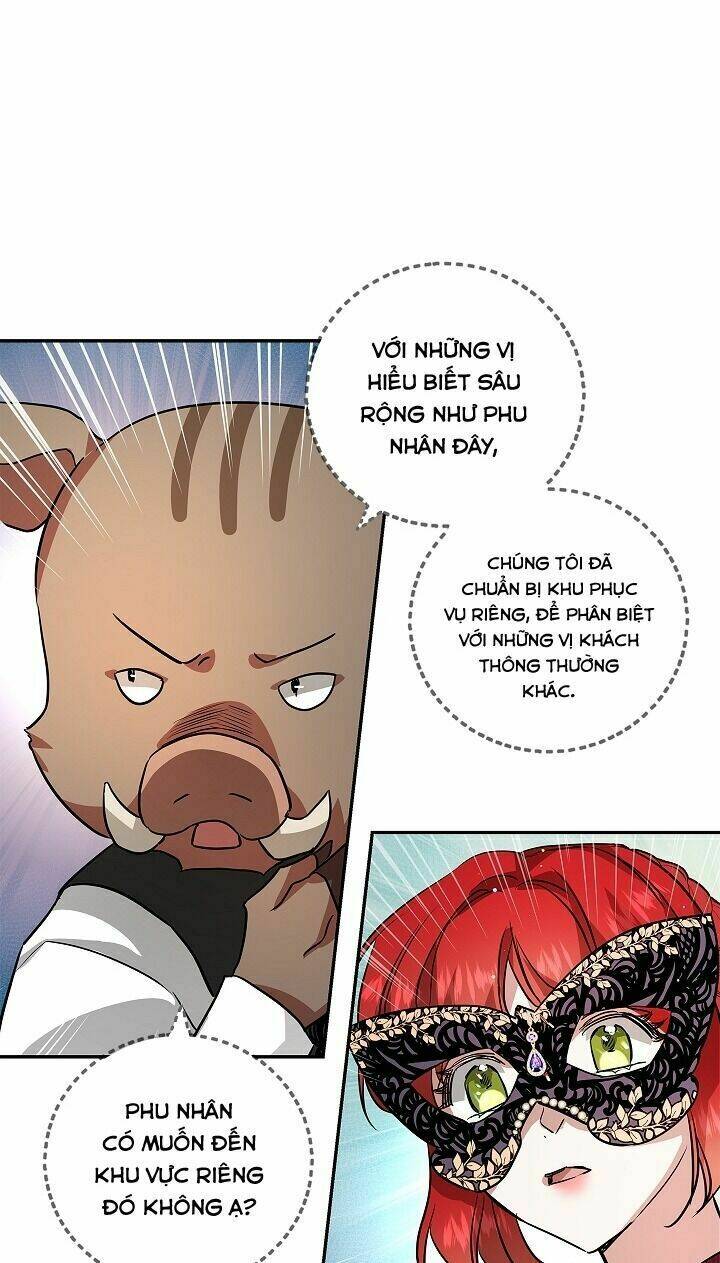 VỚI NHỮNG VỊ
HIỂU BIẾT SÂU
RỘNG NHƯ PHU
NHÂN ĐÂY,
CHÚNG TÔI ĐÃ
CHUẨN BỊ KHU PHỤC
VỤ RIÊNG, ĐỂ PHÂN BIỆT
VỚI NHỮNG VỊ KHÁCH
THÔNG THƯỜNG
KHÁC.
PHU NHÂN
CÓ MUỐN ĐẾN
KHU VỰC RIÊNG
ĐÓ KHÔNG Ạ?